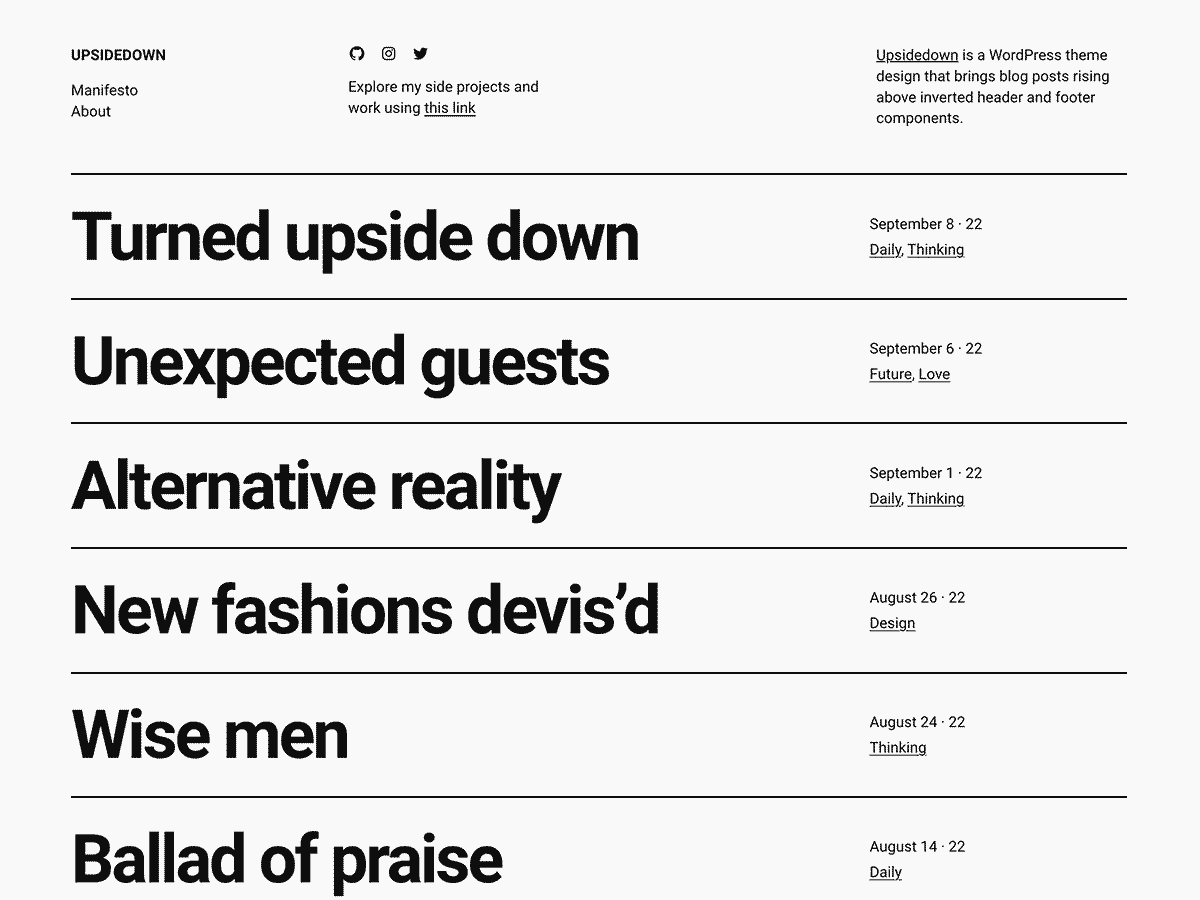 UPSIDEDOWN
Manifesto
About
Explore my side projects and
work using this link
Upsidedown is a WordPress theme
design that brings blog posts rising
above inverted header and footer
components.
Turned upside down
September 8 · 22
Daily, Thinking
Unexpected guests
September 6 · 22
Future, Love
Alternative reality
September 1 · 22
Daily, Thinking
New fashions devis’d
August 26 · 22
Design
Wise men
August 24 · 22
Thinking
Ballad of praise
August 14 · 22
Daily